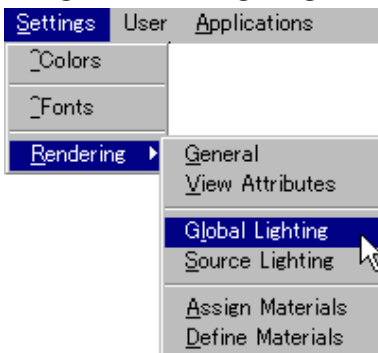 Settings User Applications
Colors
Fonts
Rendering
General
View Attributes
Global Lighting
Source Lighting
Assign Materials
Define Materials